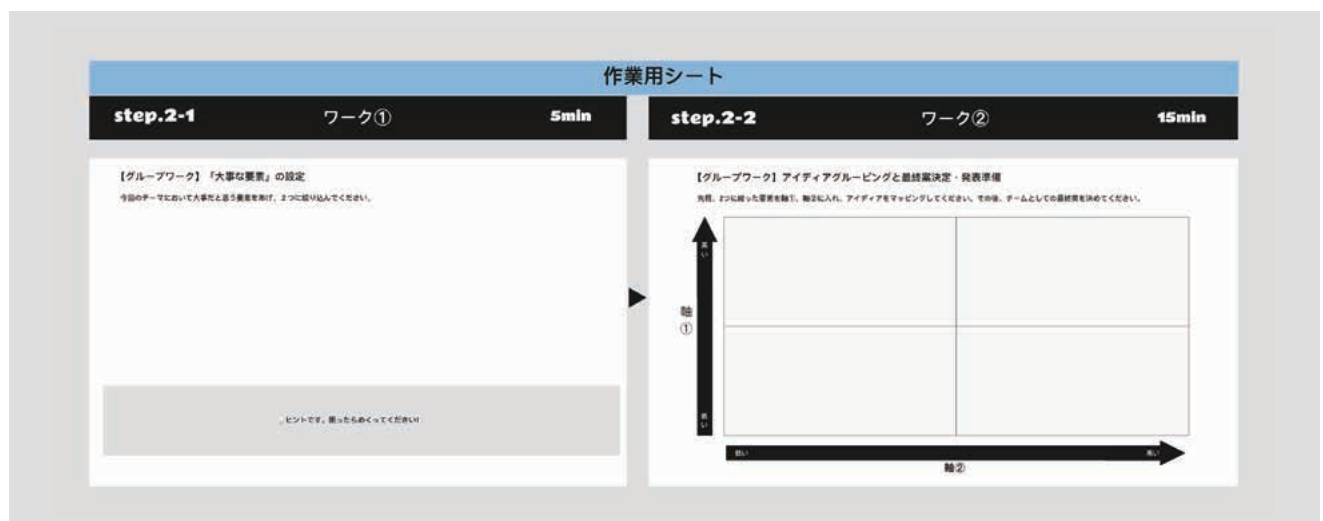 作業用シート
step.2-1 ワーク① 5min
【グループワーク】「大事な要素」の設定
今回のテーマにおいて大事だと思う要素を挙げ、2つに絞り込んでください。
ヒントです。困ったらめくってください!
step.2-2 ワーク② 15min
【グループワーク】アイディアグルーピングと最終案決定・発表準備
先程、2つに絞った要素を軸①、軸②に入れ、アイディアをマッピングしてください。その後、チームとしての最終案を決めてください。
高い
軸①
低い
低い 高い
軸②